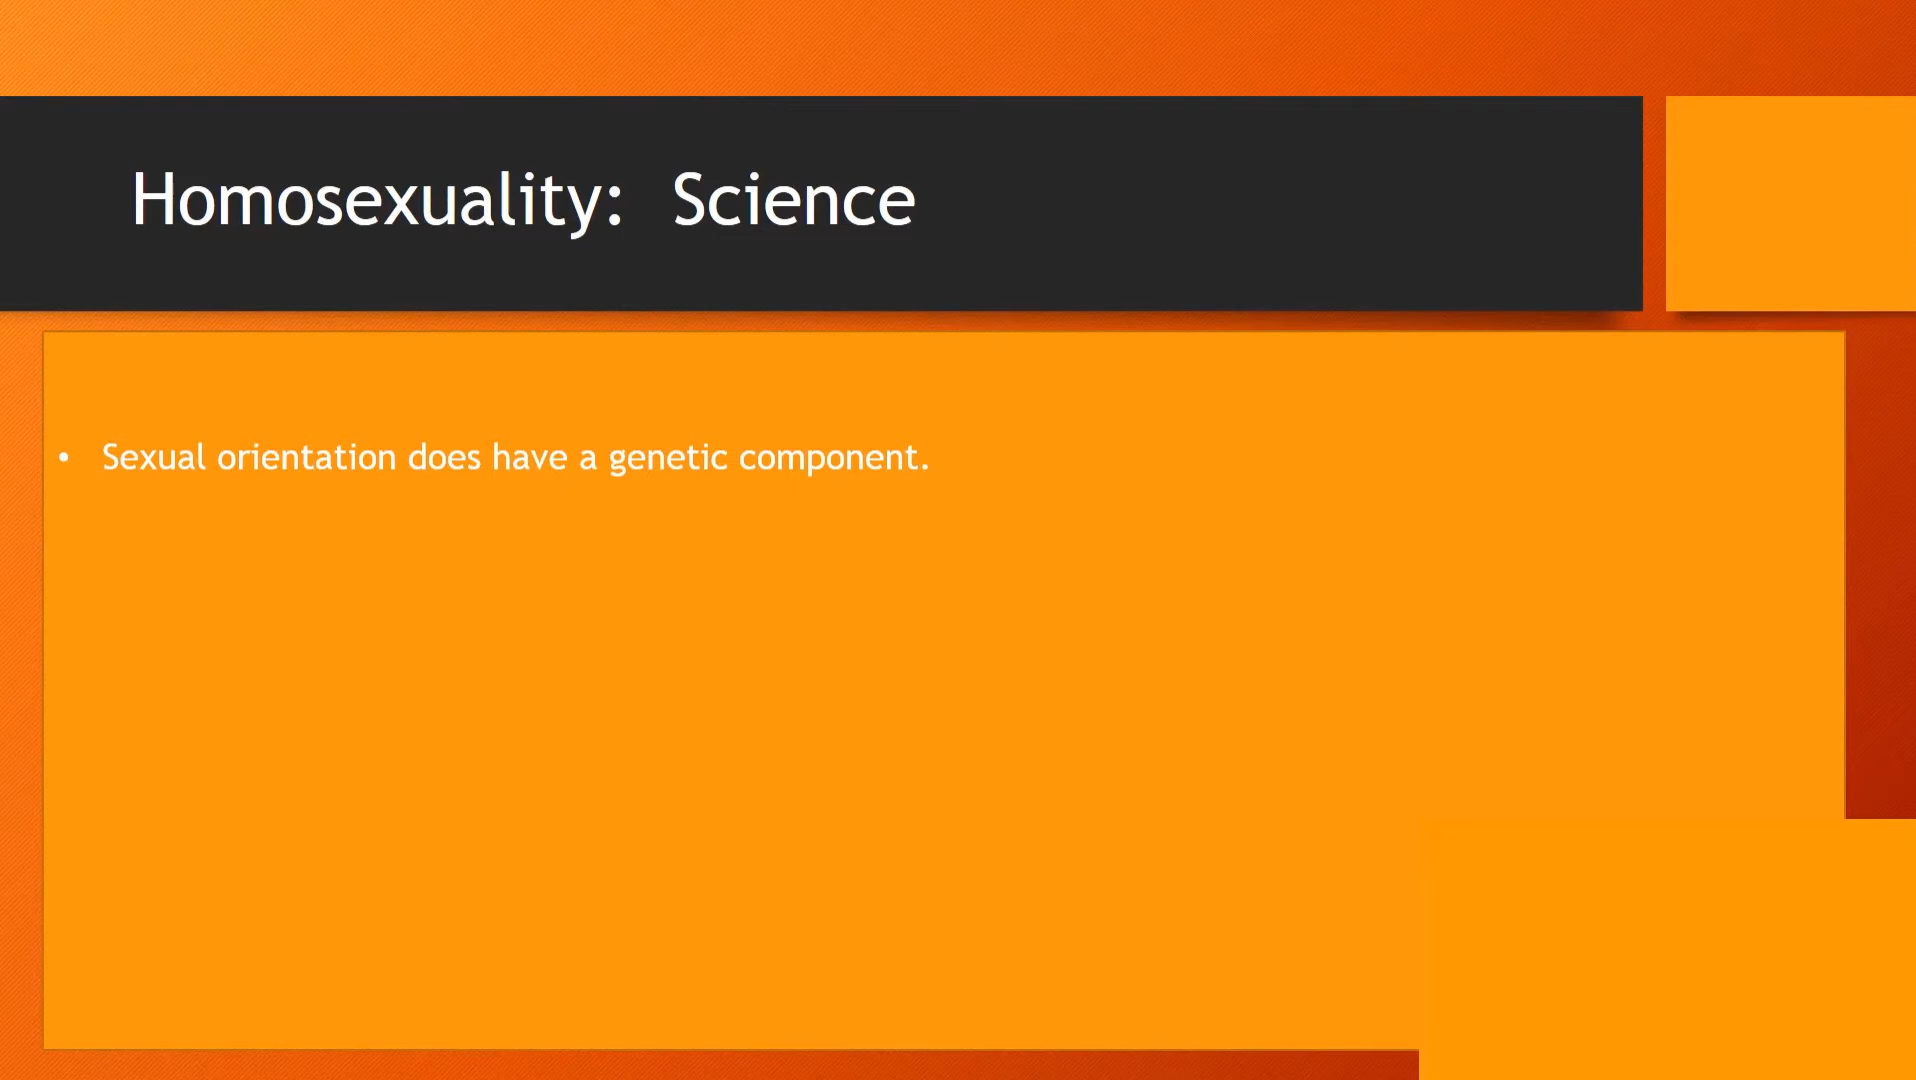 Homosexuality:  Science
• Sexual orientation does have a genetic component.